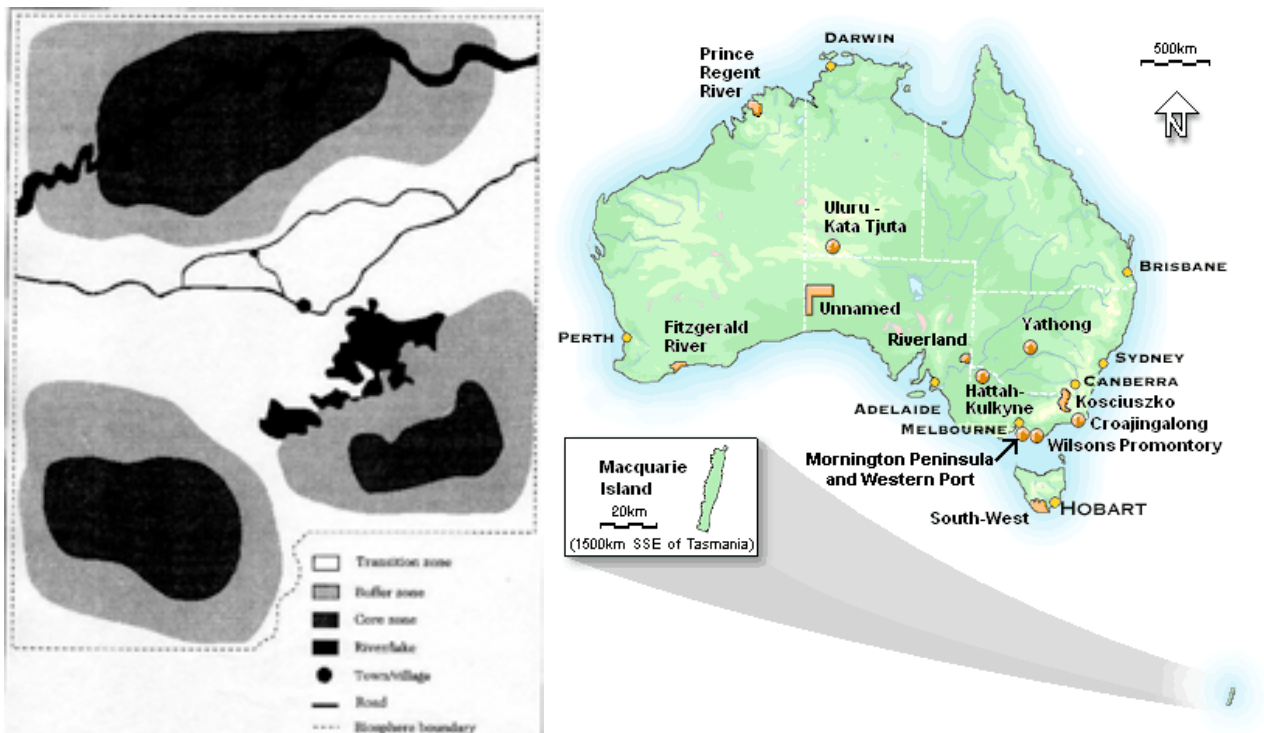 Transition zone
Buffer zone
Core zone
River/lake
Town/village
Road
Biosphere boundary
DARWIN
Prince
Regent
River
500km
N
Uluru -
Kata Tjuta
BRISBANE
Unnamed
Yathong
PERTH
Fitzgerald
River
Riverland
SYDNEY
Hattah-
Kulkyne
CANBERRA
Kosciuszko
ADELAIDE
MELBOURNE
Croajingalong
Wilsons Promontory
Mornington Peninsula
and Western Port
Macquarie
Island
20km
(1500km SSE of Tasmania)
South-West
HOBART